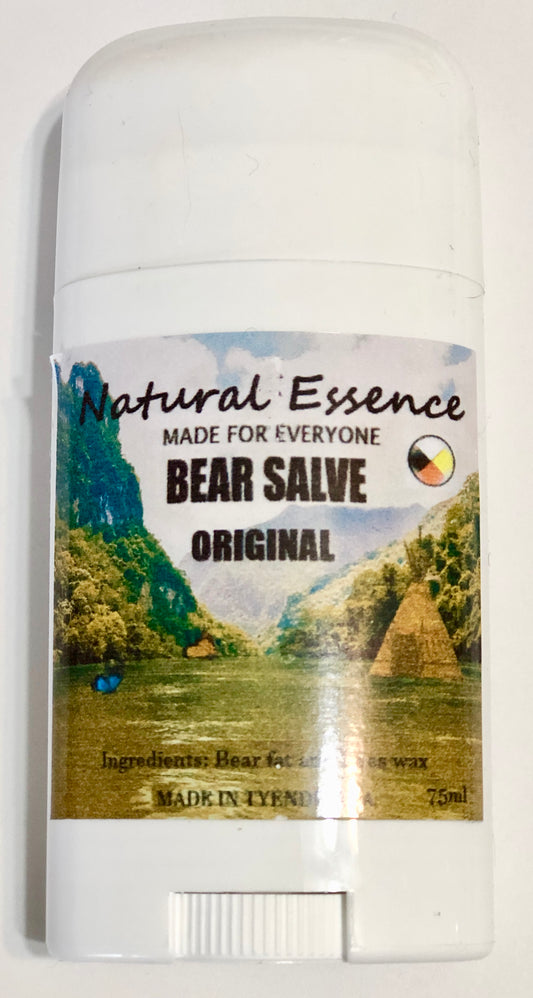 Natural Essence
MADE FOR EVERYONE
BEAR SALVE
ORIGINAL
Ingredients: Bear fat wax
MADE IN 75ml